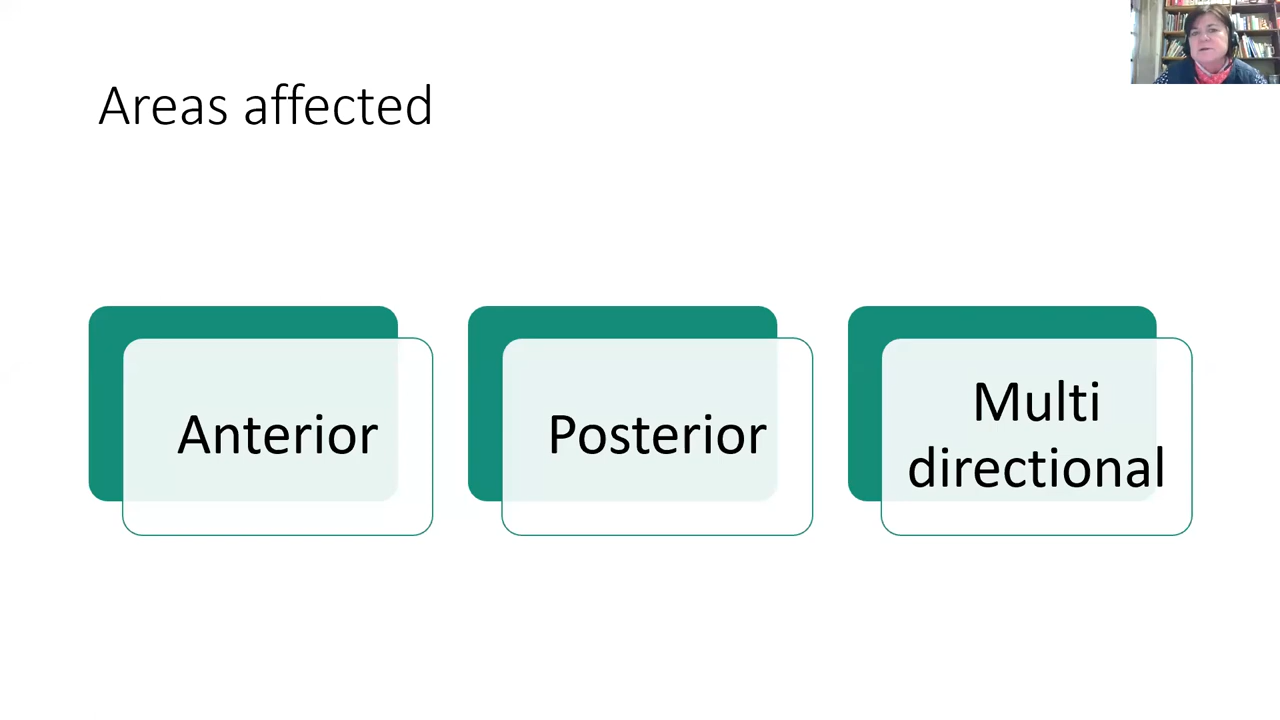 Areas affected
Anterior
Posterior
Multi
directional